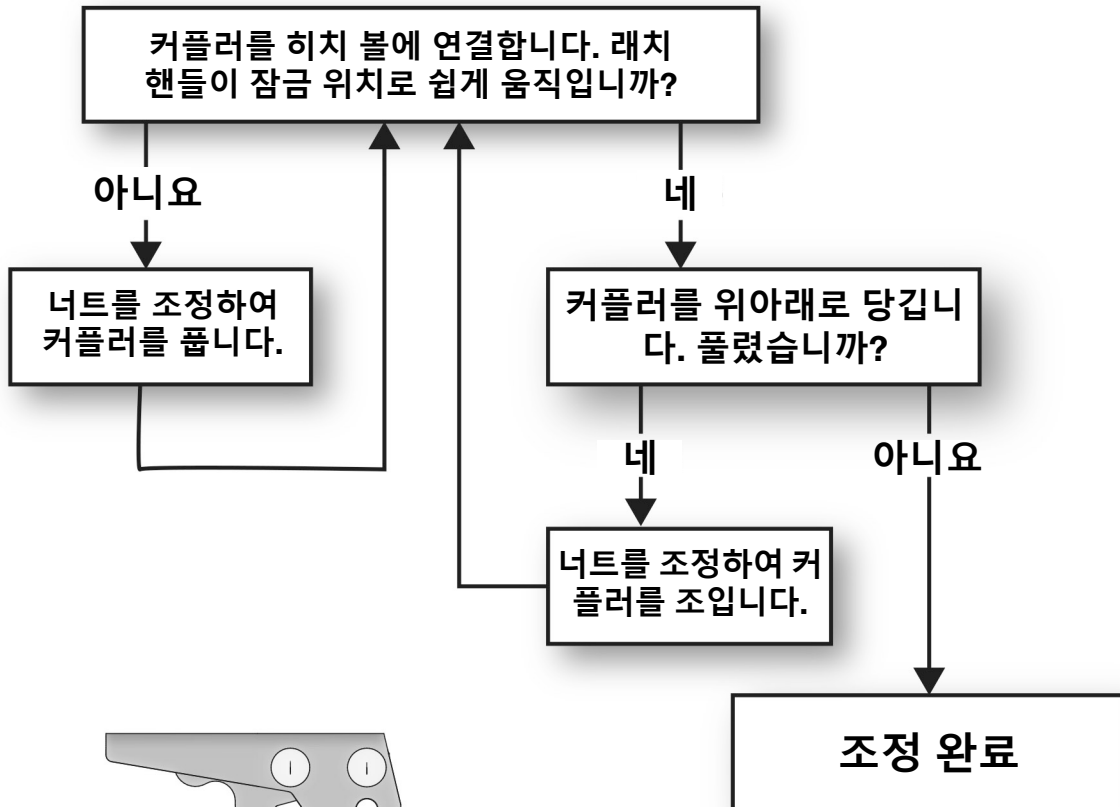 커플러를 히치 볼에 연결합니다. 래치
핸들이 잠금 위치로 쉽게 움직입니까?
아니요
네
너트를 조정하여
커플러를 풉니다.
커플러를 위아래로 당깁니
다. 풀렸습니까?
네
아니요
너트를 조정하여 커
플러를 조입니다.
조정 완료